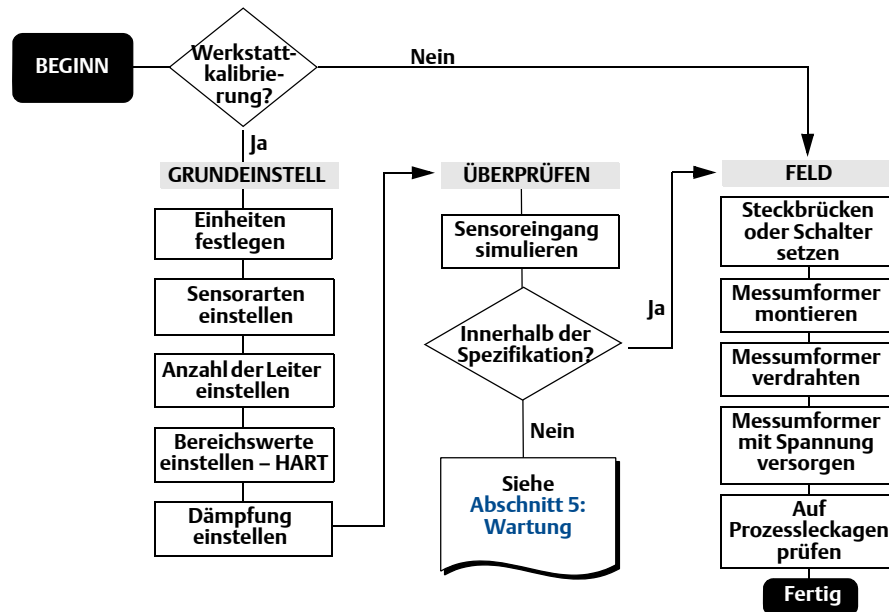 BEGINN
Werkstatt-
kalibrie-
rung?
Nein
Ja
GRUNDEINSTELL
Einheiten
festlegen
Sensorarten
einstellen
Anzahl der Leiter
einstellen
Bereichswerte
einstellen – HART
Dämpfung
einstellen
ÜBERPRÜFEN
Sensoreingang
simulieren
Innerhalb der
Spezifikation?
Ja
Nein
Siehe
Abschnitt 5:
Wartung
FELD
Steckbrücken
oder Schalter
setzen
Messumformer
montieren
Messumformer
verdrahten
Messumformer
mit Spannung
versorgen
Auf
Prozessleckagen
prüfen
Fertig